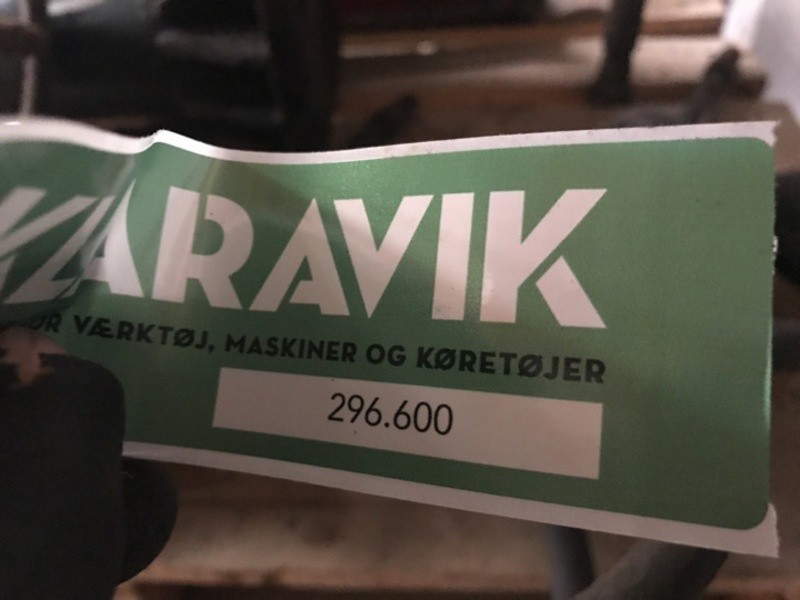 KLARAVIK
VÆRKTØJ, MASKINER OG KØRETØJER
296.600